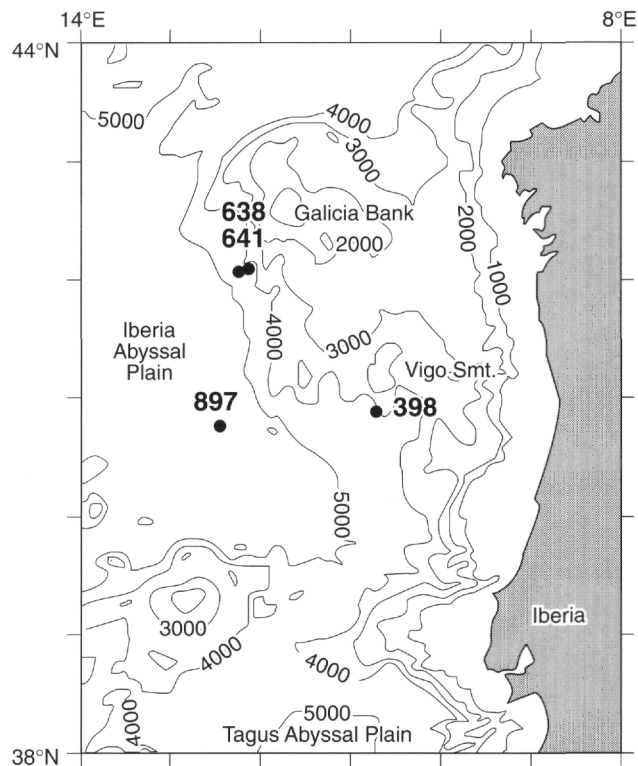 14°E
8°E
44°N
5000
4000
3000
638
Galicia Bank
641
2000
2000
1000
4000
3000
Iberia
Abyssal
Plain
Vigo Smt.
897
398
5000
3000
Iberia
4000
4000
4000
5000
Tagus Abyssal Plain
38°N